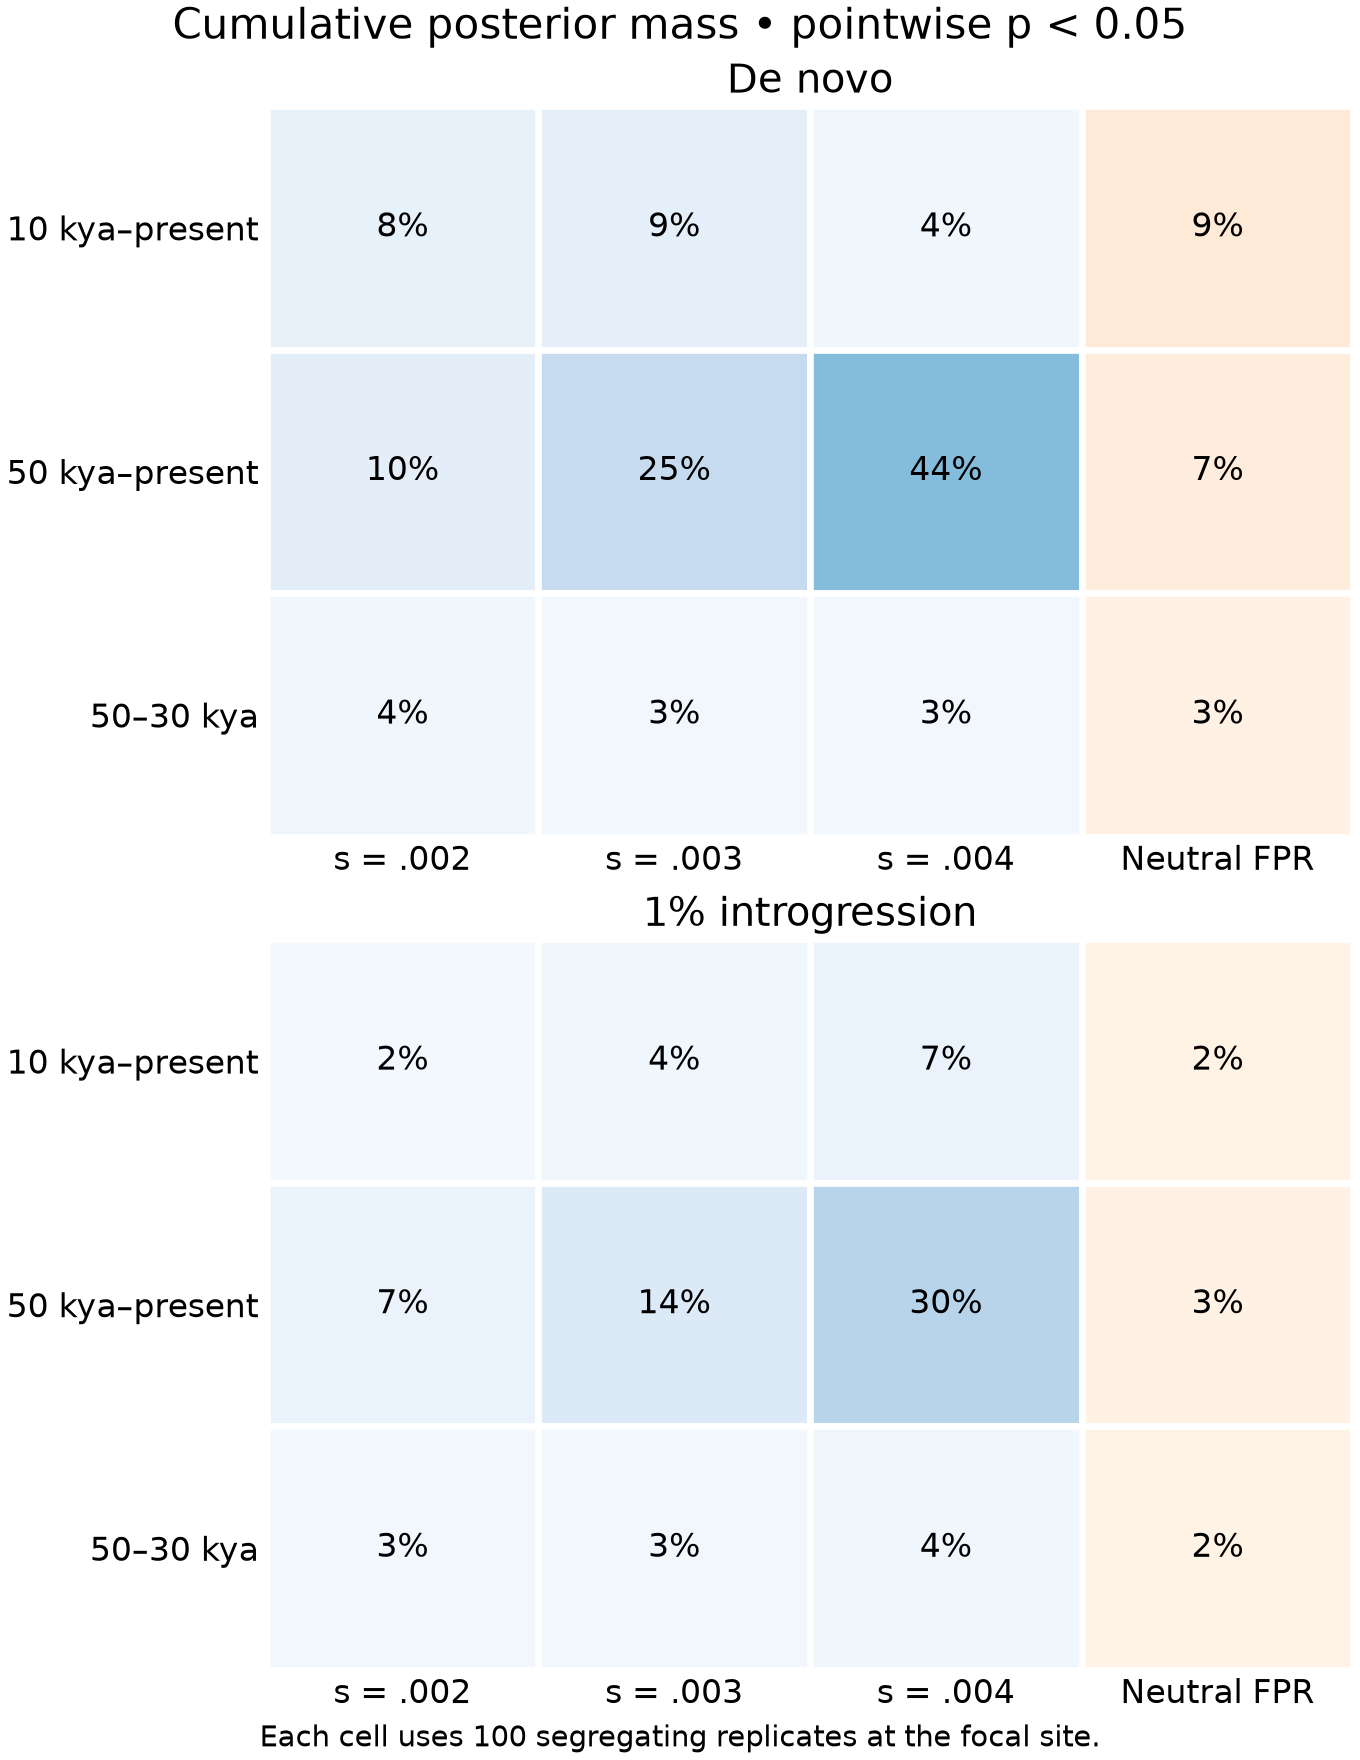 Cumulative posterior mass • pointwise p < 0.05
De novo
10 kya–present 8% 9% 4% 9%
50 kya–present 10% 25% 44% 7%
50–30 kya 4% 3% 3% 3%
s = .002 s = .003 s = .004 Neutral FPR
1% introgression
10 kya–present 2% 4% 7% 2%
50 kya–present 7% 14% 30% 3%
50–30 kya 3% 3% 4% 2%
s = .002 s = .003 s = .004 Neutral FPR
Each cell uses 100 segregating replicates at the focal site.